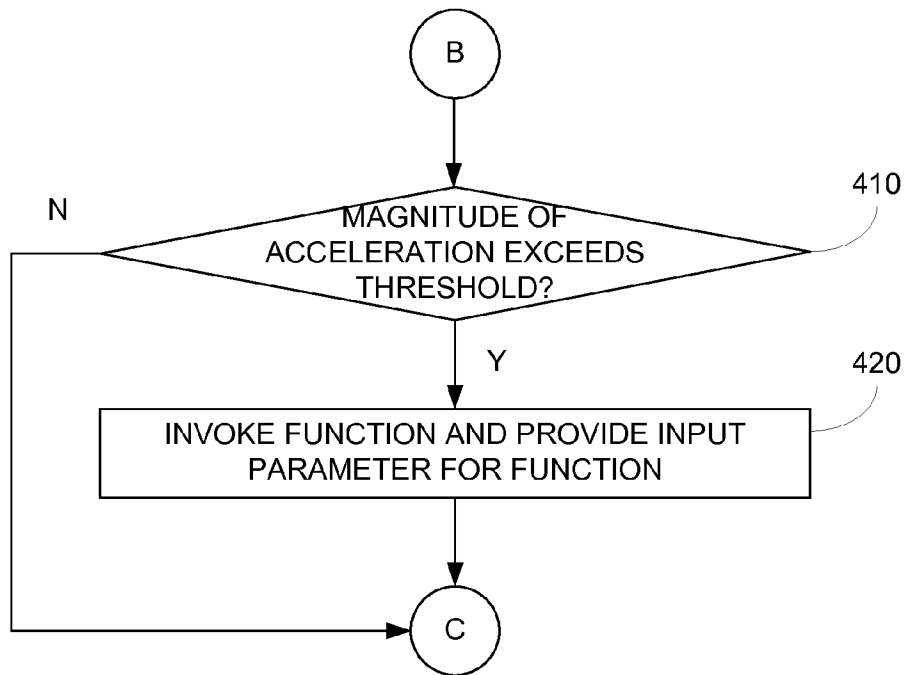 B
N
410
MAGNITUDE OF
ACCELERATION EXCEEDS
THRESHOLD?
Y
420
INVOKE FUNCTION AND PROVIDE INPUT
PARAMETER FOR FUNCTION
C